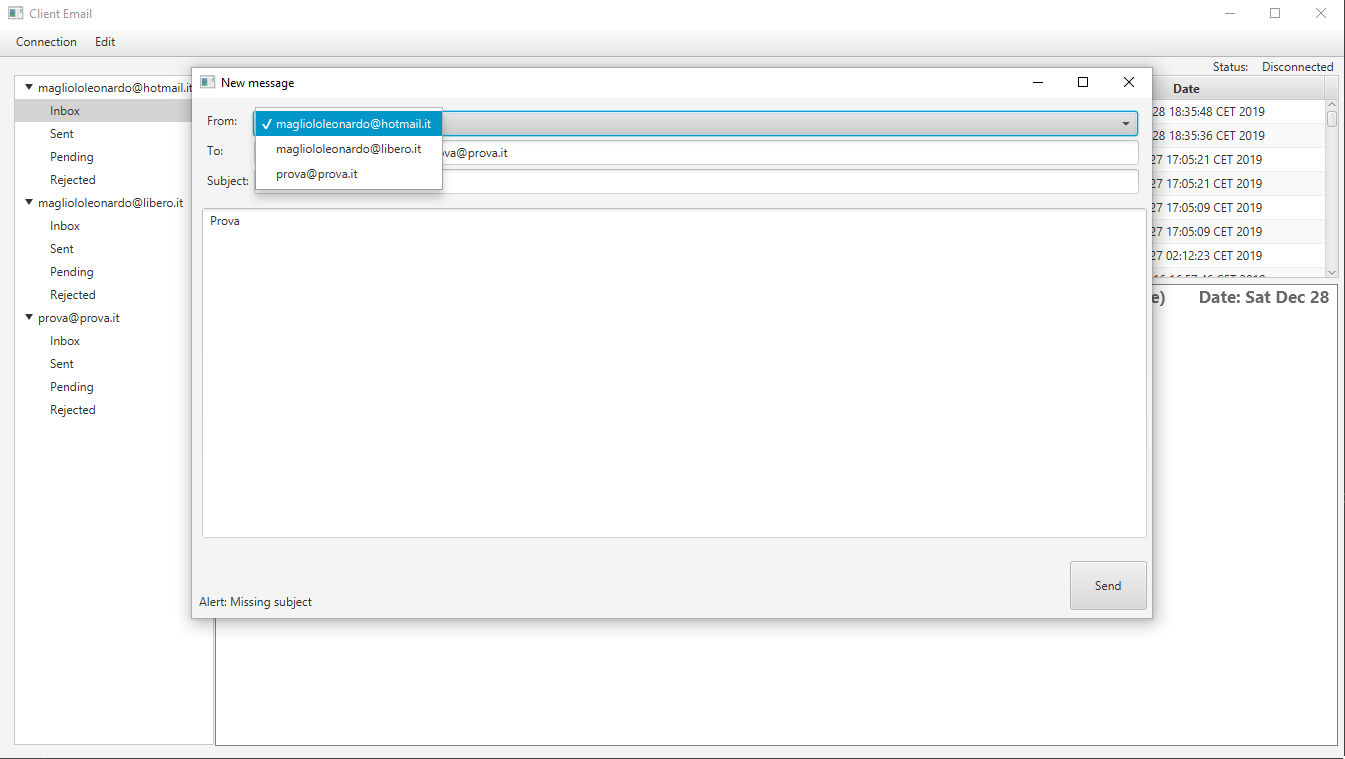 Client Email
Connection Edit
Status: Disconnected
magliololeonardo@hotmail.it
Inbox
Sent
Pending
Rejected
magliololeonardo@libero.it
Inbox
Sent
Pending
Rejected
prova@prova.it
Inbox
Sent
Pending
Rejected
New message
From: magliololeonardo@hotmail.it
magliololeonardo@libero.it
prova@prova.it
To: va@prova.it
Subject:
Prova
Alert: Missing subject
Send
Date
28 18:35:48 CET 2019
28 18:35:36 CET 2019
27 17:05:21 CET 2019
27 17:05:21 CET 2019
27 17:05:09 CET 2019
27 17:05:09 CET 2019
27 02:12:23 CET 2019
e) Date: Sat Dec 28